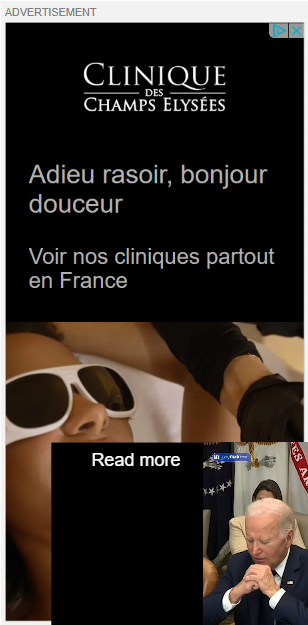 ADVERTISEMENT
CLINIQUE
DES
CHAMPS ELYSÉES
Adieu rasoir, bonjour
douceur
Voir nos cliniques partout
en France
Read more